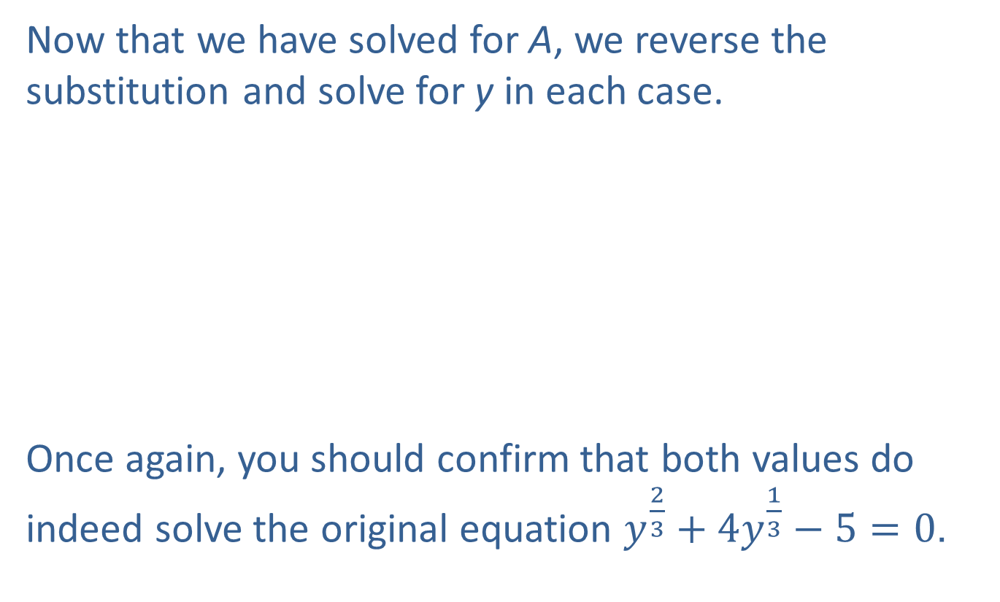 Now that we have solved for A, we reverse the
substitution and solve for y in each case.
Once again, you should confirm that both values do
indeed solve the original equation $y^{\frac{2}{3}} + 4y^{\frac{1}{3}} - 5 = 0$.